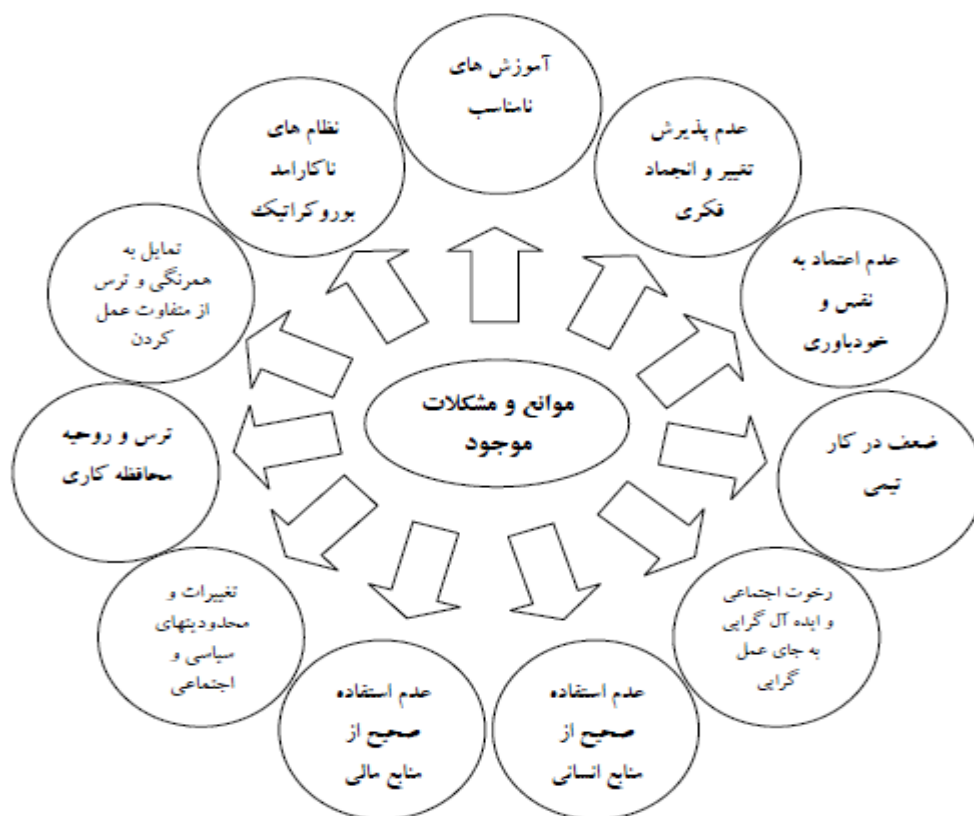 آموزش های
نامناسب
عدم پذیرش
تغییر و انجماد
فکری
عدم اعتماد به
نفس و
خودباوری
ضعف در کار
تیمی
رخوت اجتماعی
و ایده آل گرایی
به جای عمل
گرایی
عدم استفاده
صحیح از
منابع انسانی
عدم استفاده
صحیح از
منابع مالی
تغییرات و
محدودیتهای
سیاسی و
اجتماعی
ترس و روحیه
محافظه کاری
تمایل به
همرنگی و ترس
از متفاوت عمل
کردن
نظام های
ناکارامد
بوروکراتیک
موانع و مشکلات
موجود